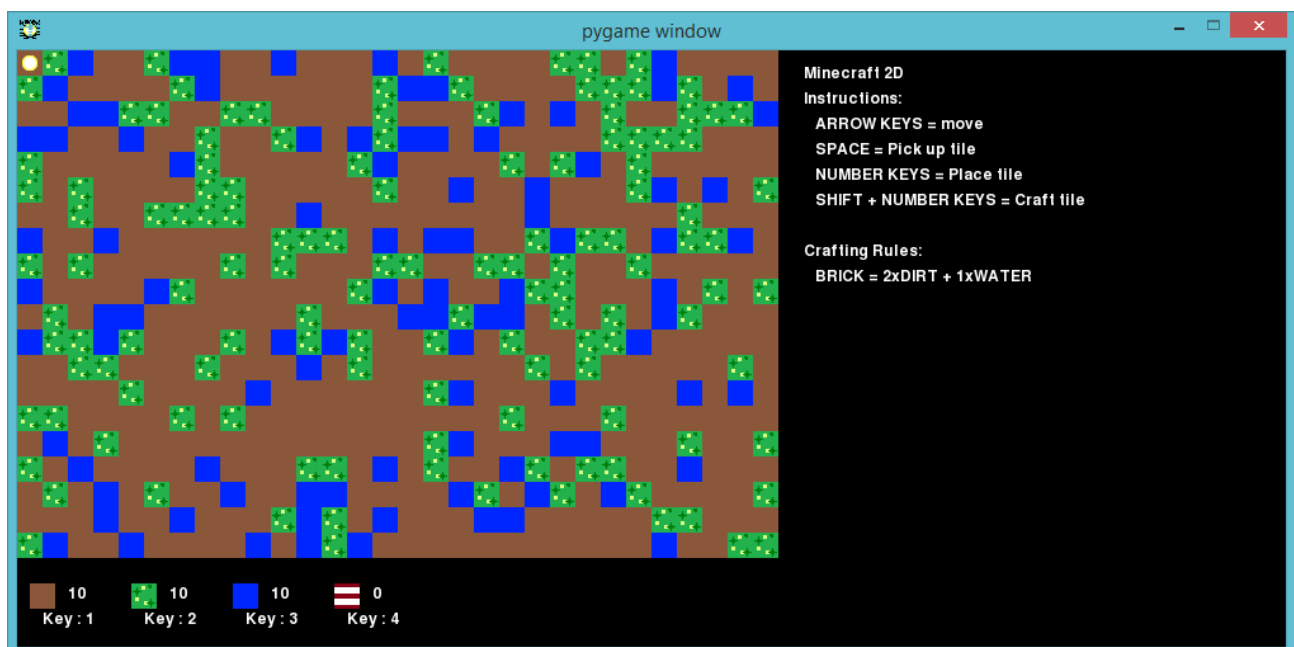 pygame window
Minecraft 2D
Instructions:
ARROW KEYS = move
SPACE = Pick up tile
NUMBER KEYS = Place tile
SHIFT + NUMBER KEYS = Craft tile
Crafting Rules:
BRICK = 2xDIRT + 1xWATER
10 10 10 0
Key : 1 Key : 2 Key : 3 Key : 4